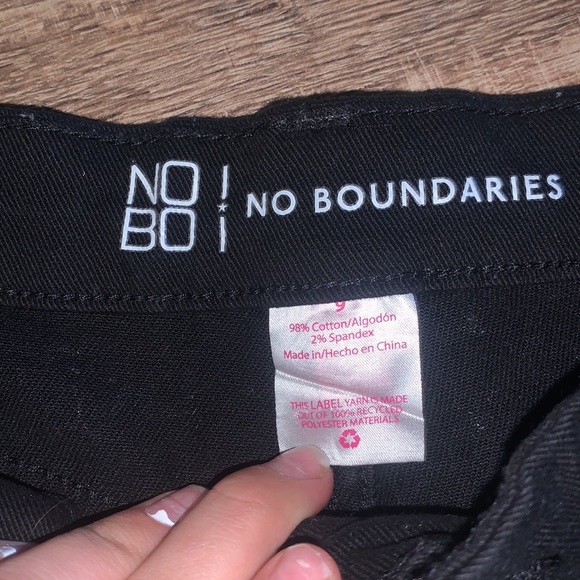 NO
BO
NO BOUNDARIES
9
98% Cotton/Algodón
2% Spandex
Made in/Hecho en China
THIS LABEL YARN IS MADE
OUT OF 100% RECYCLED
POLYESTER MATERIALS